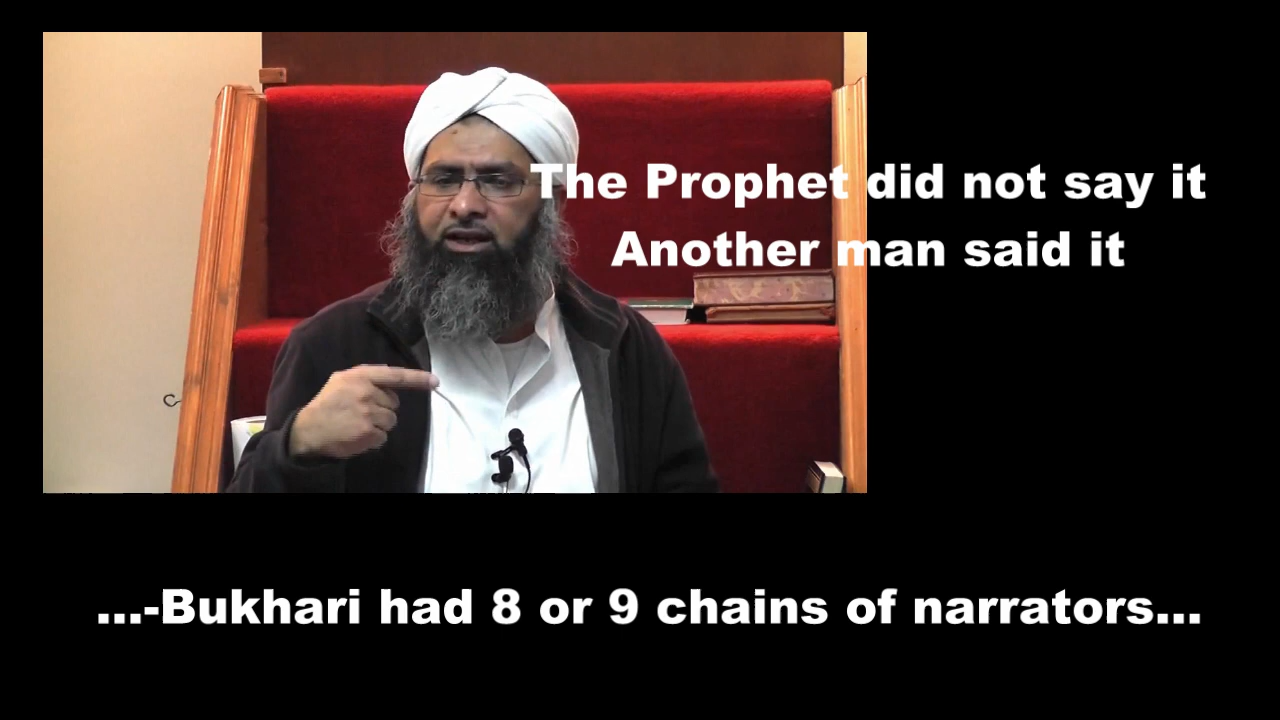 The Prophet did not say it
Another man said it
...-Bukhari had 8 or 9 chains of narrators...